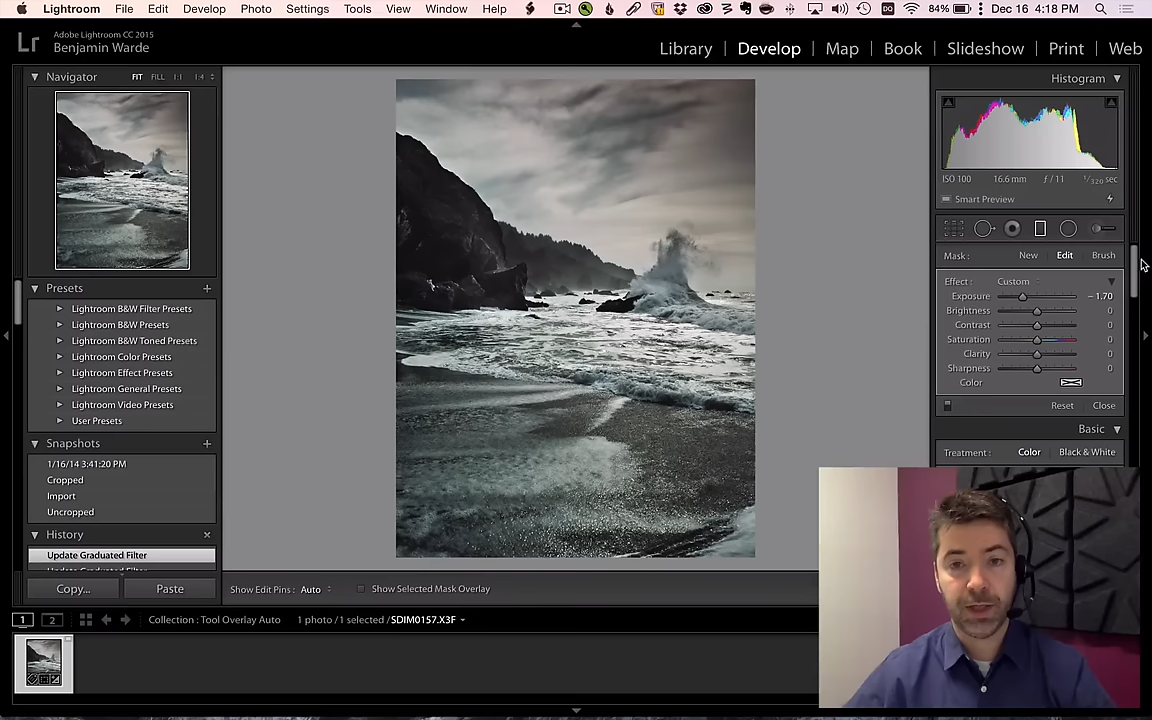 Lightroom File Edit Develop Photo Settings Tools View Window Help 84% Dec 16 4:18 PM
Lr Adobe Lightroom CC 2015
Benjamin Warde
Library | Develop | Map | Book | Slideshow | Print | Web
Navigator FIT FILL 1:1 1:4
Histogram
ISO 100 16.6 mm f / 11 1/320 sec
Smart Preview
Mask : New Edit Brush
Effect : Custom
Exposure – 1.70
Brightness 0
Contrast 0
Saturation 0
Clarity 0
Sharpness 0
Color
Reset Close
Basic
Treatment : Color Black & White
Presets +
Lightroom B&W Filter Presets
Lightroom B&W Presets
Lightroom B&W Toned Presets
Lightroom Color Presets
Lightroom Effect Presets
Lightroom General Presets
Lightroom Video Presets
User Presets
Snapshots +
1/16/14 3:41:20 PM
Cropped
Import
Uncropped
History ×
Update Graduated Filter
Update Graduated Filter
Copy... Paste
Show Edit Pins : Auto Show Selected Mask Overlay
1 2 Collection : Tool Overlay Auto 1 photo / 1 selected / SDIM0157.X3F